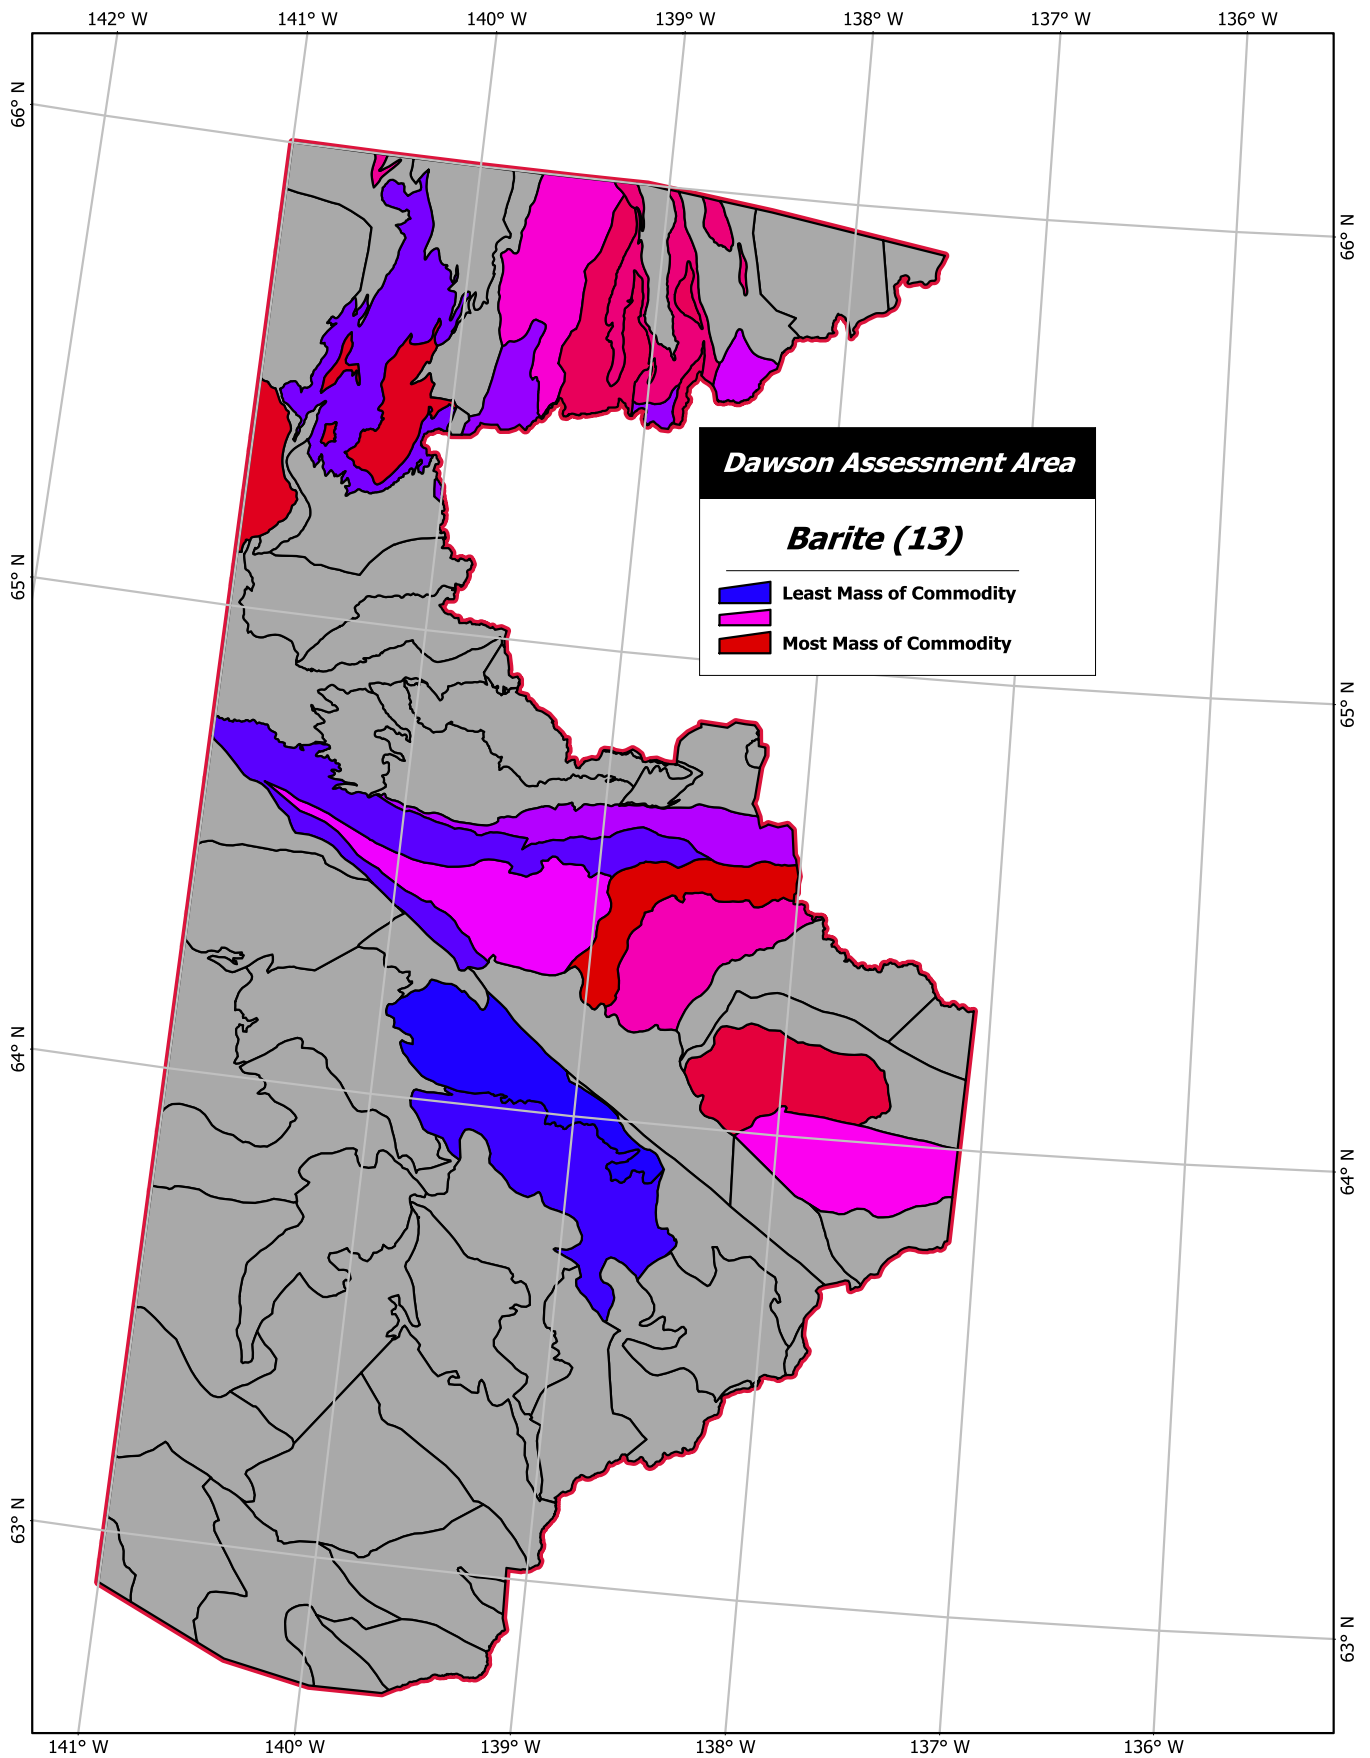 142° W 141° W 140° W 139° W 138° W 137° W 136° W
66° N
66° N
Dawson Assessment Area
Barite (13)
65° N
Least Mass of Commodity
Most Mass of Commodity
65° N
64° N
64° N
63° N
63° N
141° W 140° W 139° W 138° W 137° W 136° W